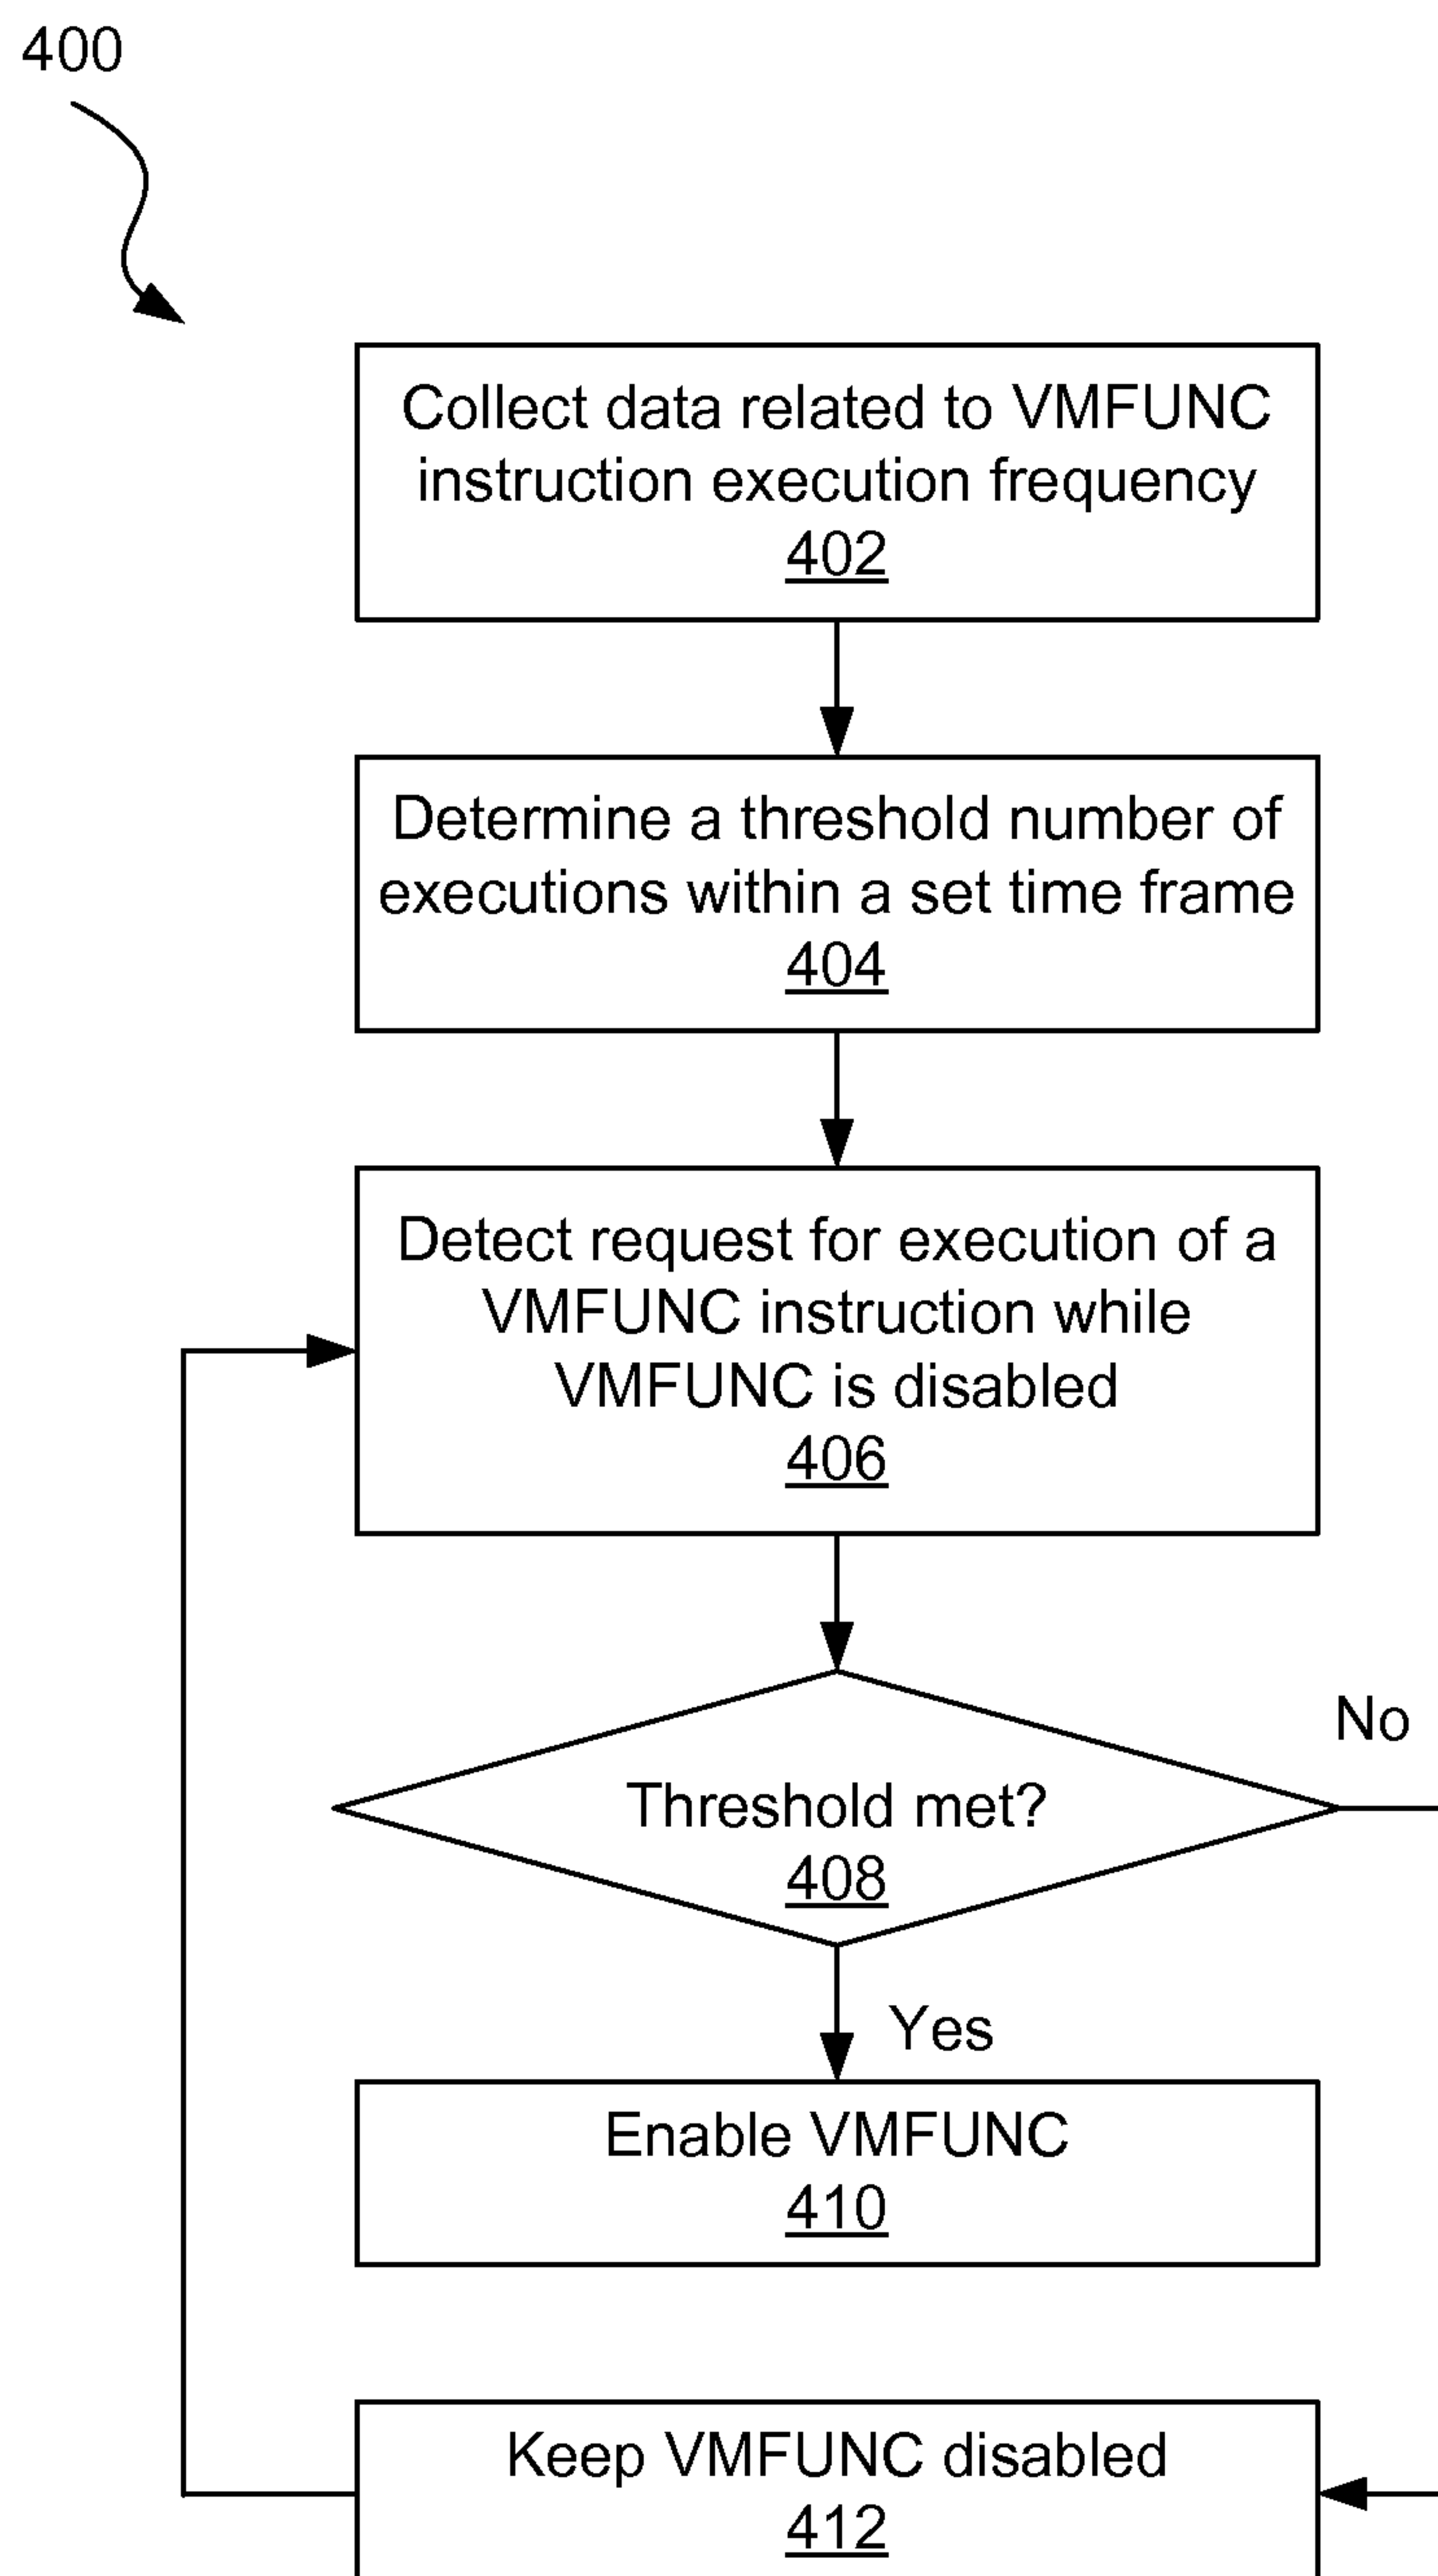 400
Collect data related to VMFUNC
instruction execution frequency
402
Determine a threshold number of
executions within a set time frame
404
Detect request for execution of a
VMFUNC instruction while
VMFUNC is disabled
406
No
Threshold met?
408
Yes
Enable VMFUNC
410
Keep VMFUNC disabled
412